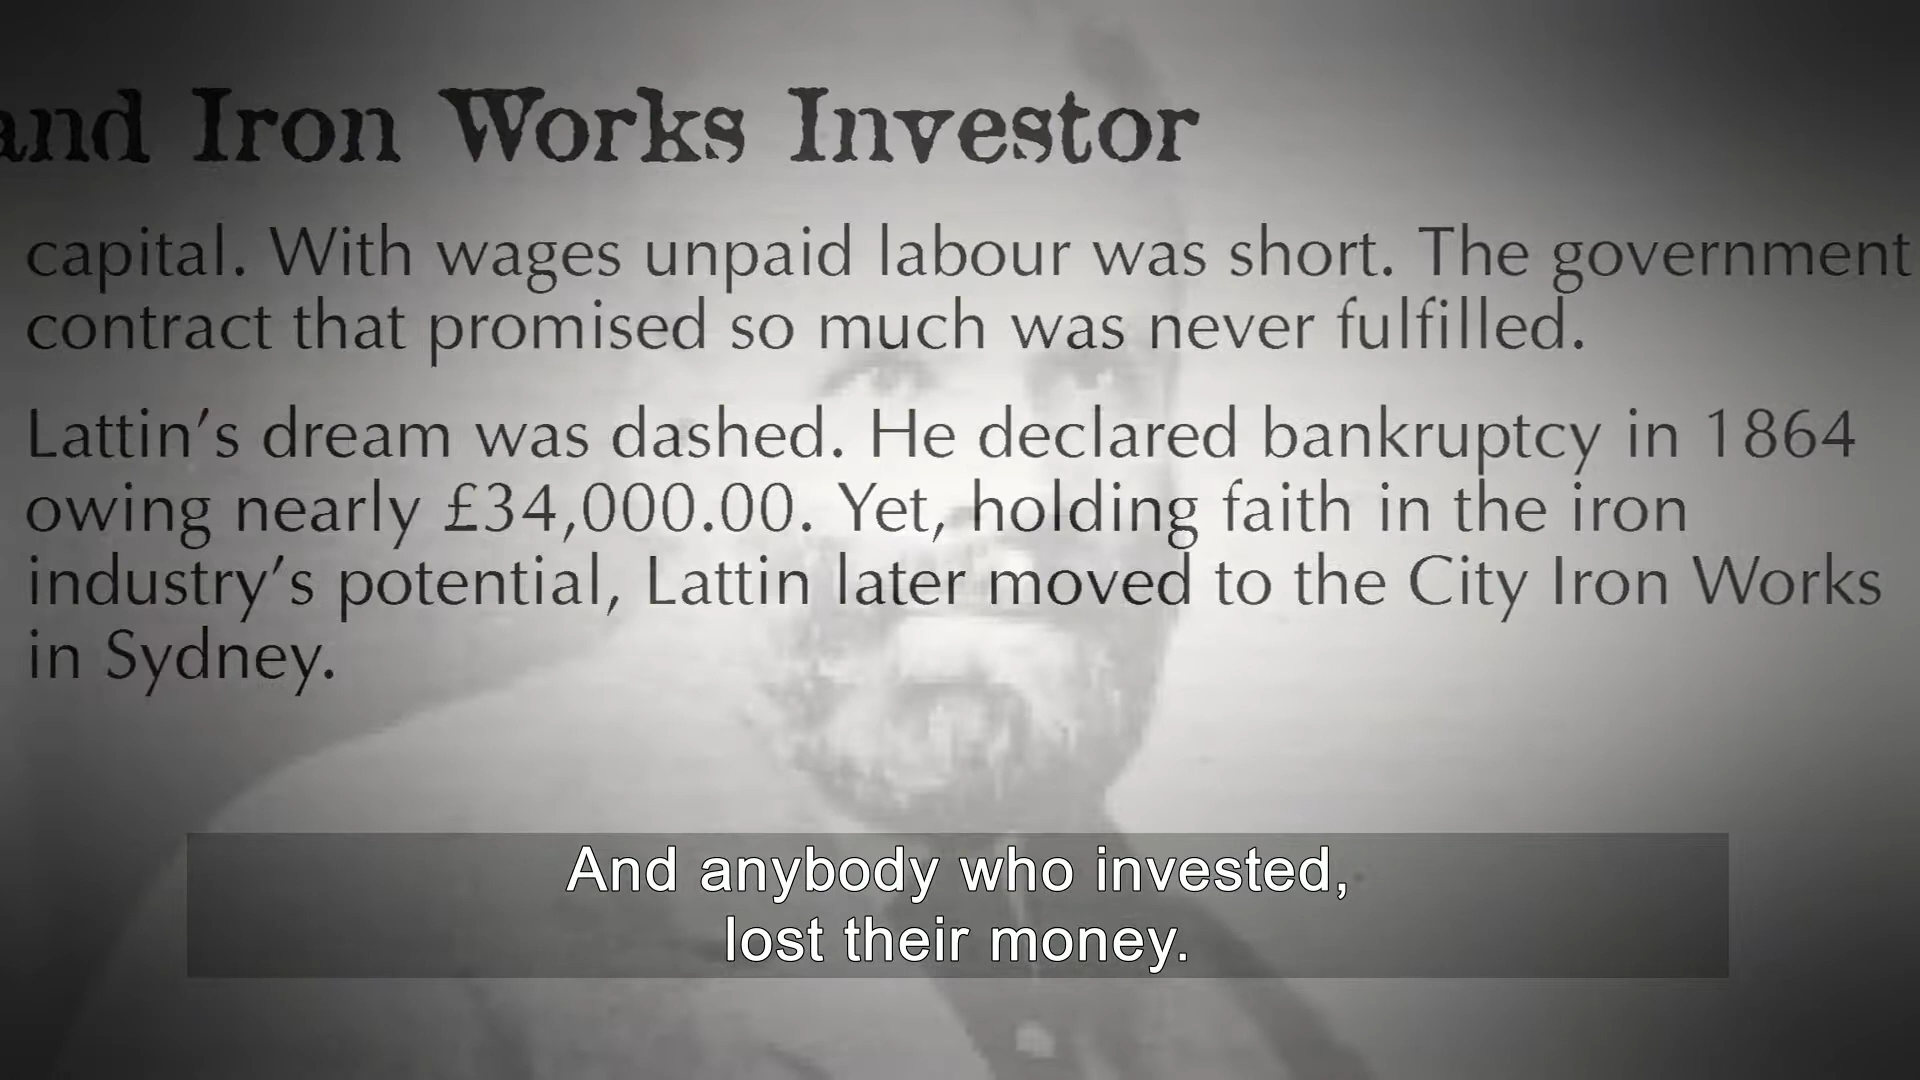 and Iron Works Investor
capital. With wages unpaid labour was short. The government
contract that promised so much was never fulfilled.
Lattin's dream was dashed. He declared bankruptcy in 1864
owing nearly £34,000.00. Yet, holding faith in the iron
industry's potential, Lattin later moved to the City Iron Works
in Sydney.
And anybody who invested,
lost their money.